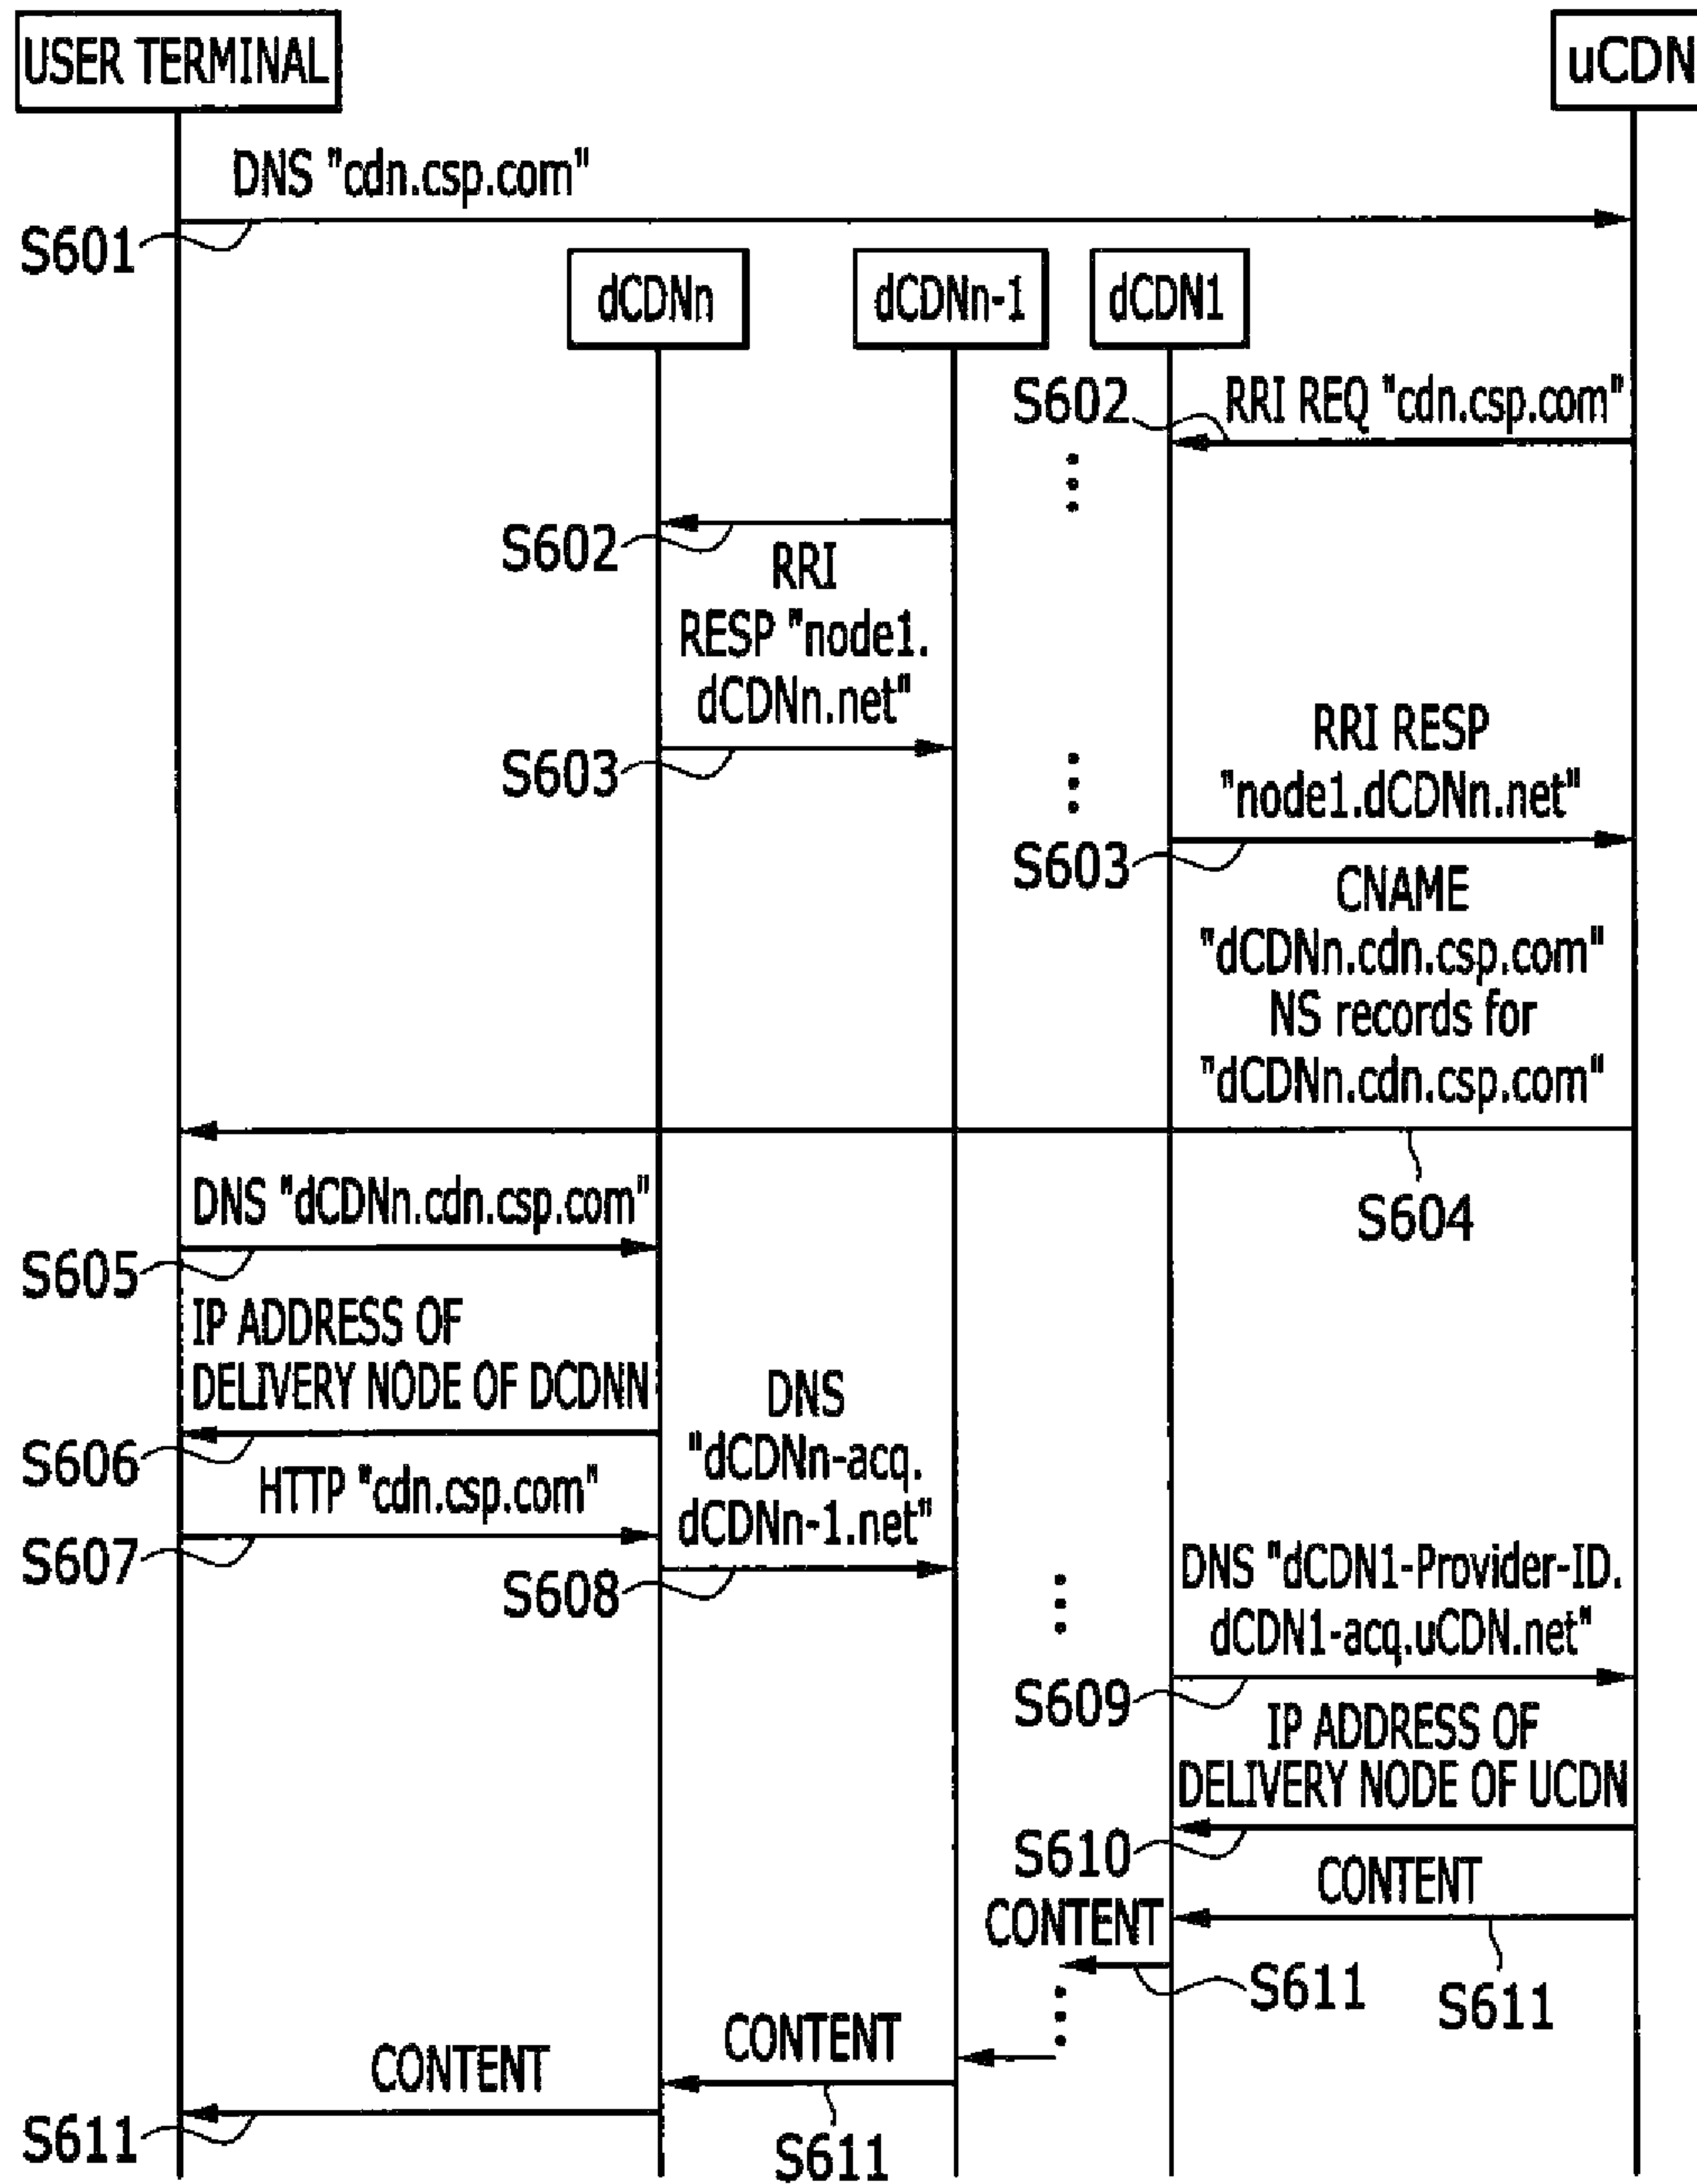 USER TERMINAL
uCDN
DNS "cdn.csp.com"
S601
dCDNn
dCDNn-1
dCDN1
S602
RRI REQ "cdn.csp.com"
S602
RRI
RESP "node1.
dCDNn.net"
S603
RRI RESP
"node1.dCDNn.net"
S603
CNAME
"dCDNn.cdn.csp.com"
NS records for
"dCDNn.cdn.csp.com"
S604
DNS "dCDNn.cdn.csp.com"
S605
IP ADDRESS OF
DELIVERY NODE OF DCDNN
S606
HTTP "cdn.csp.com"
S607
DNS
"dCDNn-acq.
dCDNn-1.net"
S608
DNS "dCDN1-Provider-ID.
dCDN1-acq.uCDN.net"
S609
IP ADDRESS OF
DELIVERY NODE OF UCDN
S610
CONTENT
S611
CONTENT
S611
CONTENT
S611
CONTENT
S611